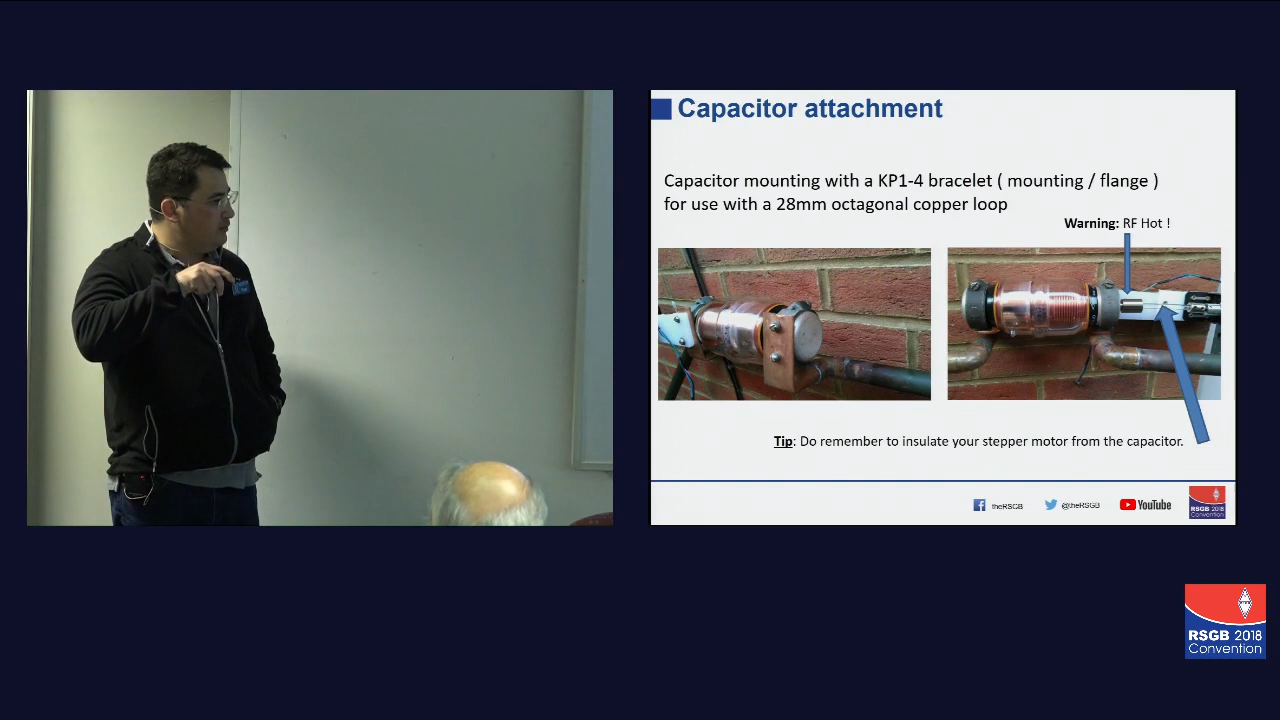 Capacitor attachment
Capacitor mounting with a KP1-4 bracelet ( mounting / flange )
for use with a 28mm octagonal copper loop
Warning: RF Hot !
Tip: Do remember to insulate your stepper motor from the capacitor.
theRSGB
@theRSGB
YouTube
RSGB 2018
Convention
RSGB 2018
Convention